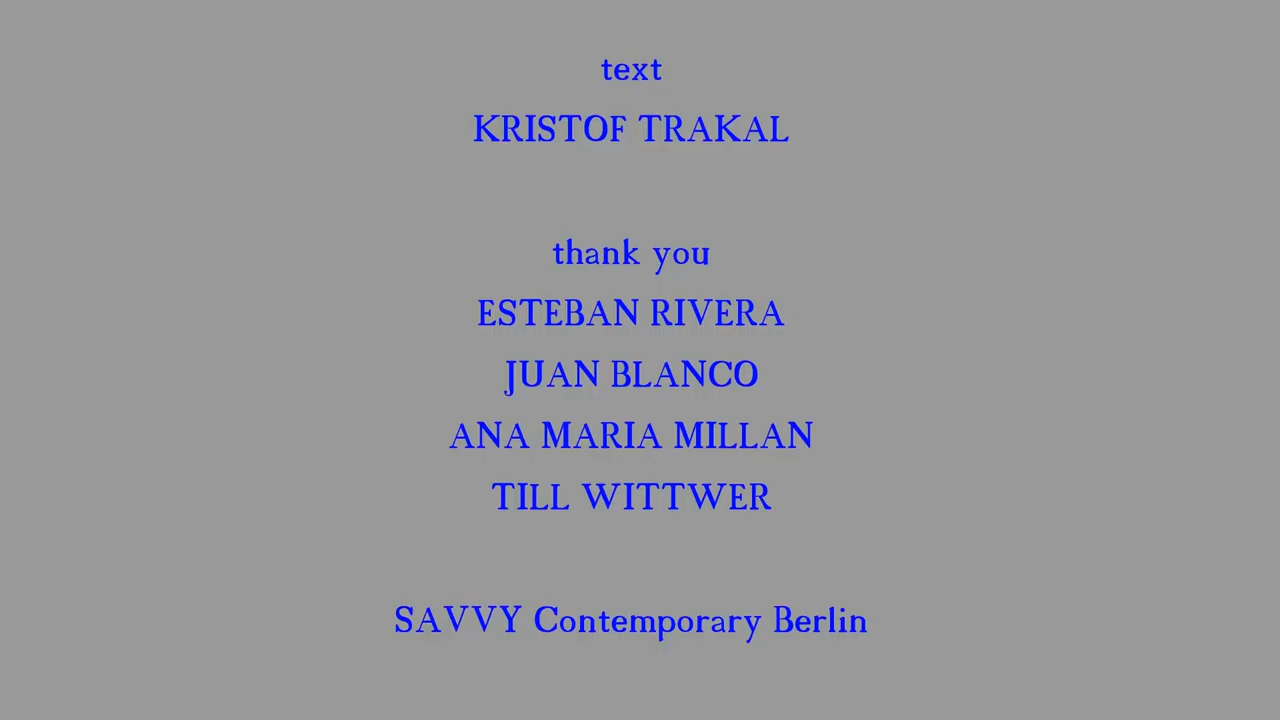 text
KRISTOF TRAKAL
thank you
ESTEBAN RIVERA
JUAN BLANCO
ANA MARIA MILLAN
TILL WITTWER
SAVVY Contemporary Berlin